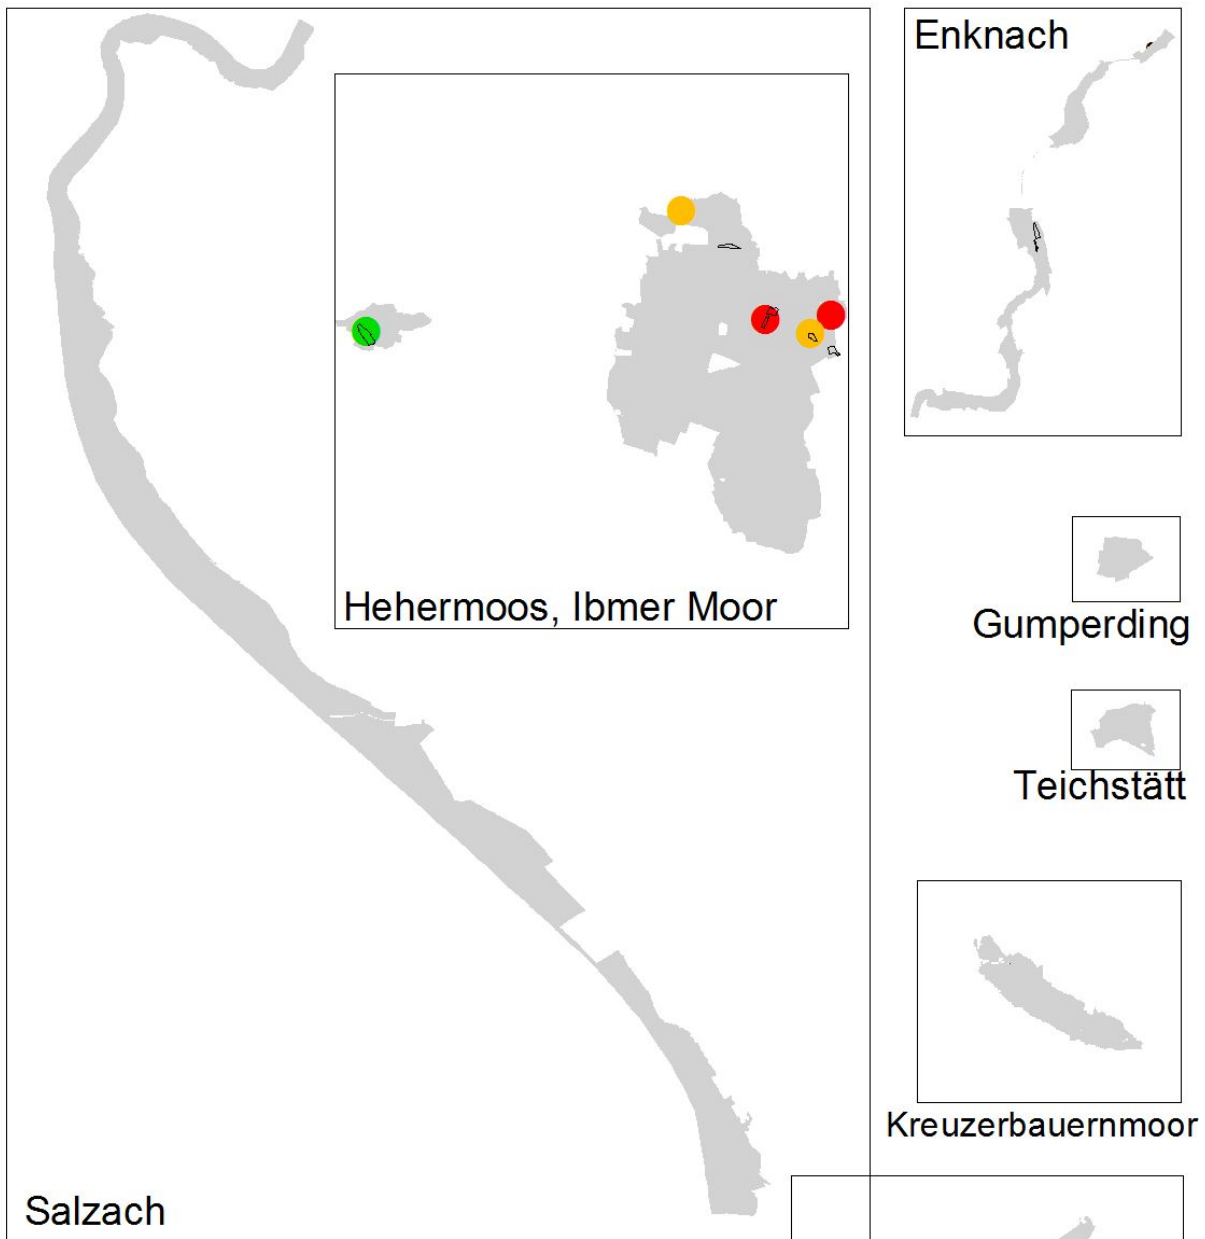 Enknach
Hehermoos, Ibmer Moor
Gumperding
Teichstätt
Kreuzerbauernmoor
Salzach